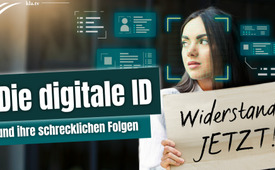 kla.tv
Die digitale ID
und ihre schrecklichen Folgen
Widerstand
JETZT!